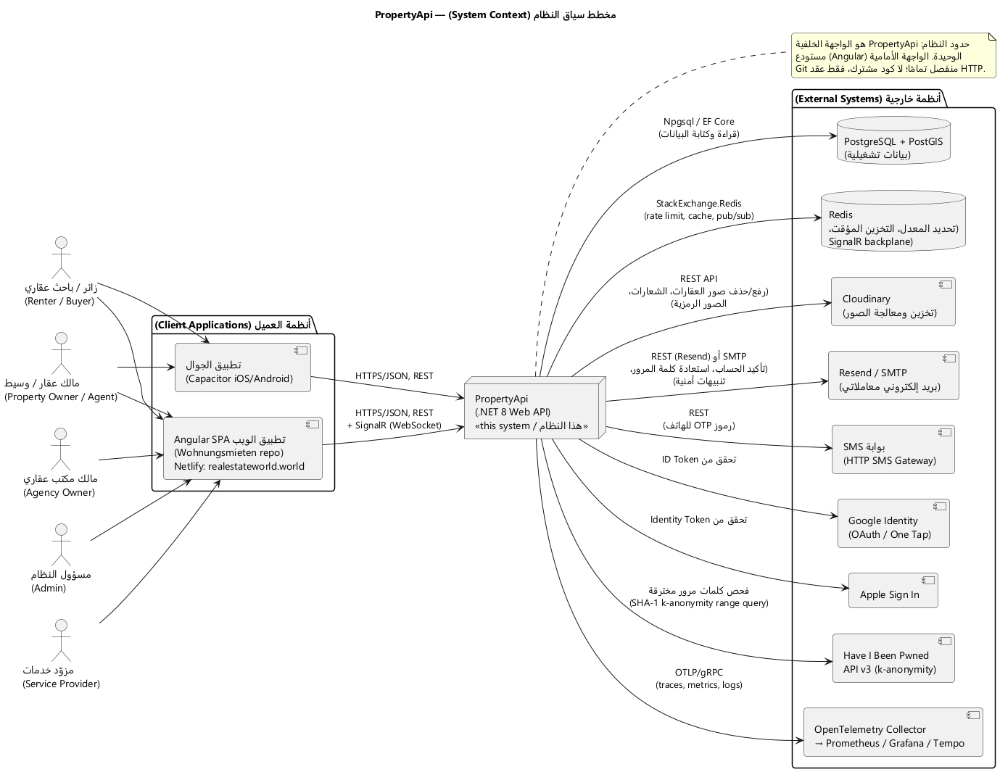 PropertyApi — (System Context) مخطط سياق النظام
حدود النظام: PropertyApi هو الواجهة الخلفية
الوحيدة. الواجهة الأمامية (Angular) مستودع
Git منفصل تمامًا؛ لا كود مشترك، فقط عقد HTTP.
زائر / باحث عقاري
(Renter / Buyer)
مالك عقار / وسيط
(Property Owner / Agent)
مالك مكتب عقاري
(Agency Owner)
مسؤول النظام
(Admin)
مزوّد خدمات
(Service Provider)
(Client Applications) أنظمة العميل
تطبيق الجوال
(Capacitor iOS/Android)
Angular SPA تطبيق الويب
(Wohnungsmieten repo)
Netlify: realestateworld.world
HTTPS/JSON, REST
HTTPS/JSON, REST
+ SignalR (WebSocket)
PropertyApi
(.NET 8 Web API)
«this system / هذا النظام»
Npgsql / EF Core
(قراءة وكتابة البيانات)
StackExchange.Redis
(rate limit, cache, pub/sub)
REST API
(رفع/حذف صور العقارات، الشعارات،
الصور الرمزية)
REST (Resend) أو SMTP
(تأكيد الحساب، استعادة كلمة المرور،
تنبيهات أمنية)
REST
(رموز OTP للهاتف)
تحقق من ID Token
تحقق من Identity Token
فحص كلمات مرور مخترقة
(SHA-1 k-anonymity range query)
OTLP/gRPC
(traces, metrics, logs)
(External Systems) أنظمة خارجية
PostgreSQL + PostGIS
(بيانات تشغيلية)
Redis
(تحديد المعدل، التخزين المؤقت،
SignalR backplane)
Cloudinary
(تخزين ومعالجة الصور)
Resend / SMTP
(بريد إلكتروني معاملاتي)
SMS بوابة
(HTTP SMS Gateway)
Google Identity
(OAuth / One Tap)
Apple Sign In
Have I Been Pwned
API v3 (k-anonymity)
OpenTelemetry Collector
→ Prometheus / Grafana / Tempo